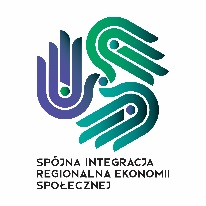 SPÓJNA INTEGRACJA
REGIONALNA EKONOMII
SPOŁECZNEJ